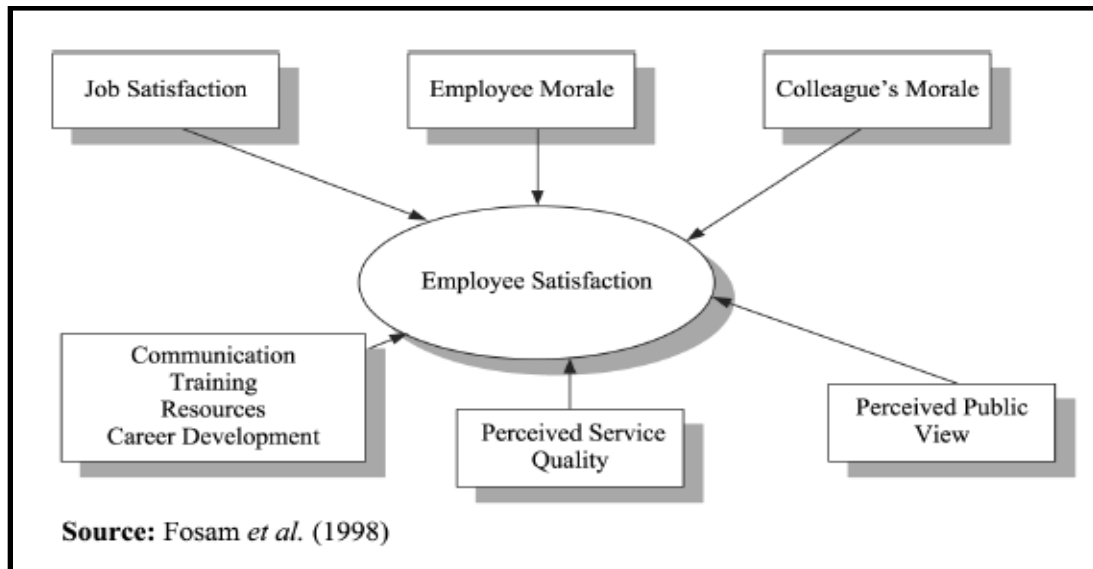 Job Satisfaction
Employee Morale
Colleague's Morale
Employee Satisfaction
Communication
Training
Resources
Career Development
Perceived Service
Quality
Perceived Public
View
Source: Fosam et al. (1998)